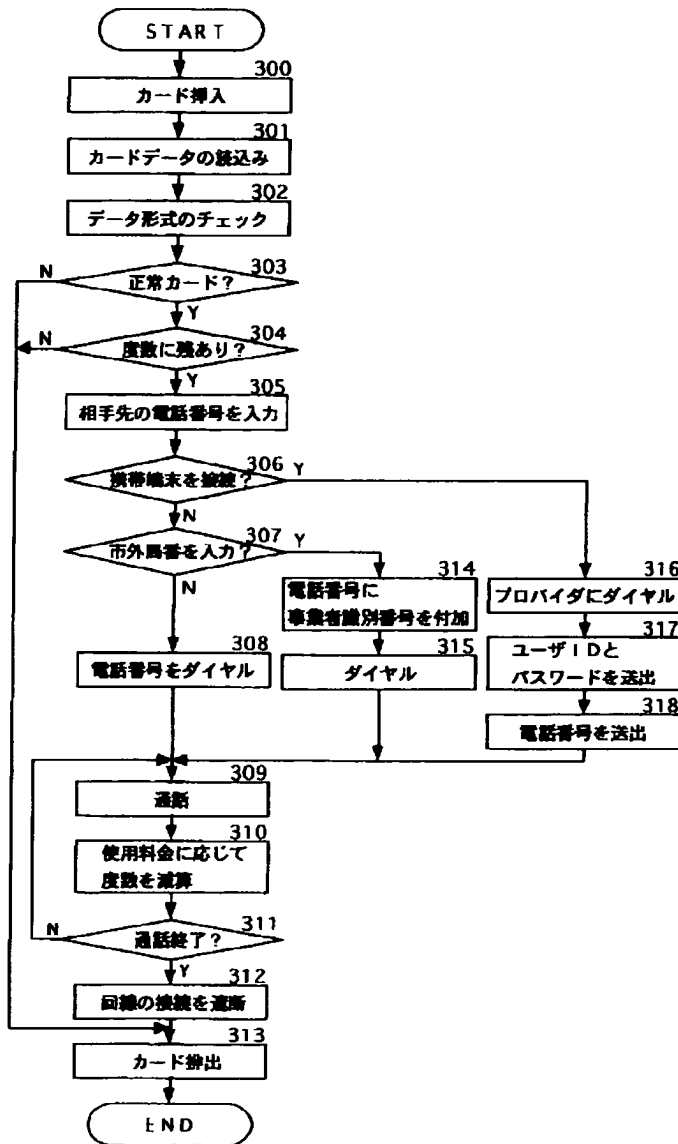 START
300
カード挿入
301
カードデータの読込み
302
データ形式のチェック
303
正常カード?
N
Y
304
度数に残あり?
N
Y
305
相手先の電話番号を入力
306
携帯端末を接続?
Y
N
307
市外局番を入力?
Y
N
308
電話番号をダイヤル
314
電話番号に
事業者識別番号を付加
315
ダイヤル
316
プロバイダにダイヤル
317
ユーザIDと
パスワードを送出
318
電話番号を送出
309
通話
310
使用料金に応じて
度数を減算
311
通話終了?
N
Y
312
回線の接続を遮断
313
カード排出
END